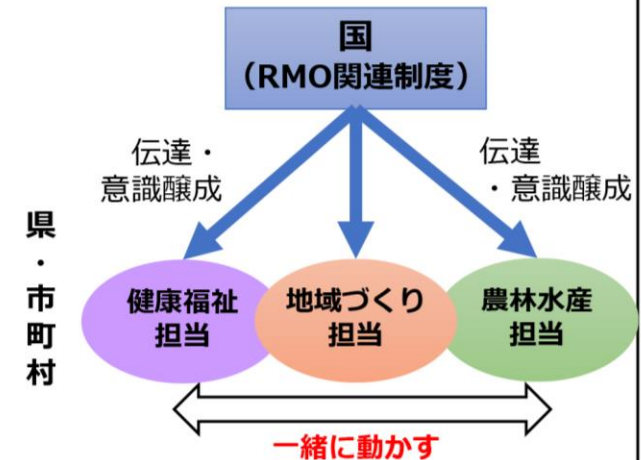 国
（RMO関連制度）
伝達・
意識醸成
伝達
・意識醸成
県・市町村
健康福祉
担当
地域づくり
担当
農林水産
担当
一緒に動かす